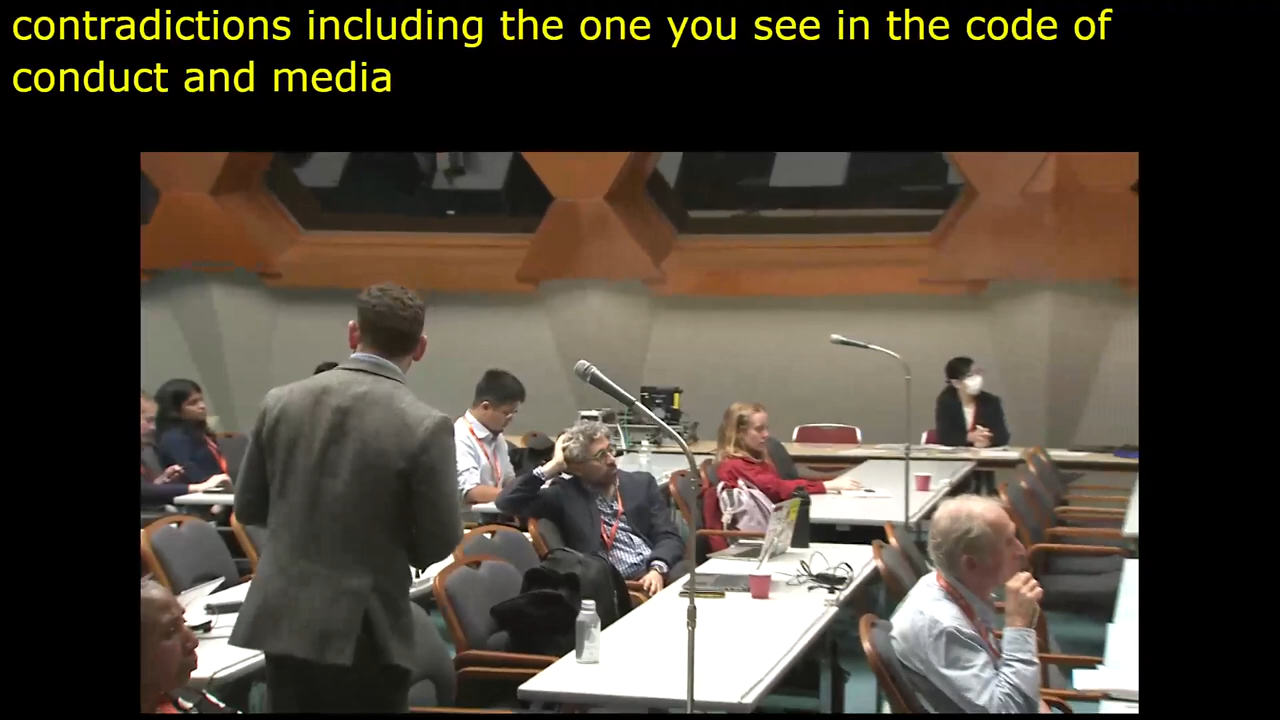 contradictions including the one you see in the code of
conduct and media